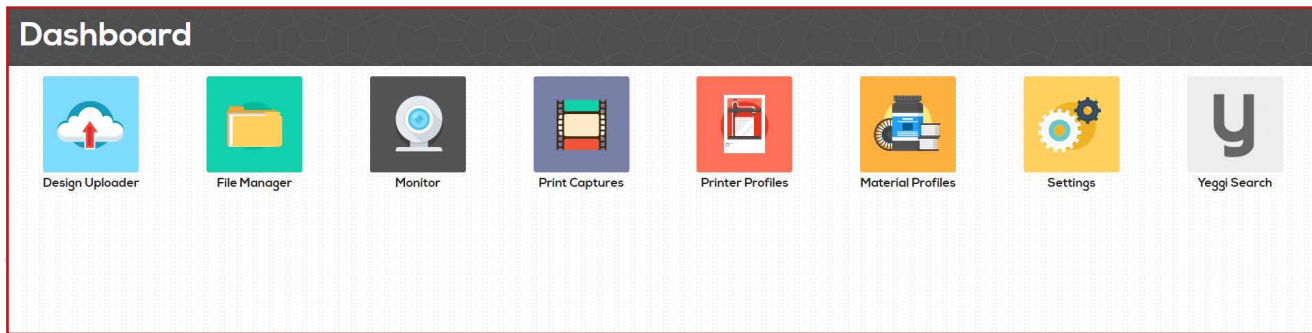 Dashboard
y
Design Uploader
File Manager
Monitor
Print Captures
Printer Profiles
Material Profiles
Settings
Yeggi Search